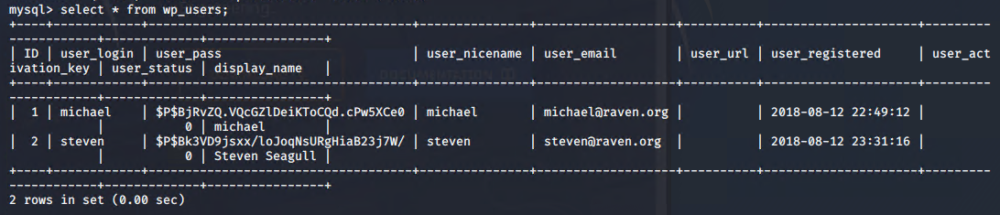 mysql> select * from wp_users;
+----+------------+------------------------------------+---------------+-------------------+----------+---------------------+---------
------------+-------------+----------------+
| ID | user_login | user_pass                          | user_nicename | user_email        | user_url | user_registered     | user_act
ivation_key | user_status | display_name   |
+----+------------+------------------------------------+---------------+-------------------+----------+---------------------+---------
------------+-------------+----------------+
|  1 | michael    | $P$BjRvZQ.VQcGZlDeiKToCQd.cPw5XCe0 | michael       | michael@raven.org |          | 2018-08-12 22:49:12 |
            |           0 | michael        |
|  2 | steven     | $P$Bk3VD9jsxx/loJoqNsURgHiaB23j7W/ | steven        | steven@raven.org  |          | 2018-08-12 23:31:16 |
            |           0 | Steven Seagull |
+----+------------+------------------------------------+---------------+-------------------+----------+---------------------+---------
------------+-------------+----------------+
2 rows in set (0.00 sec)